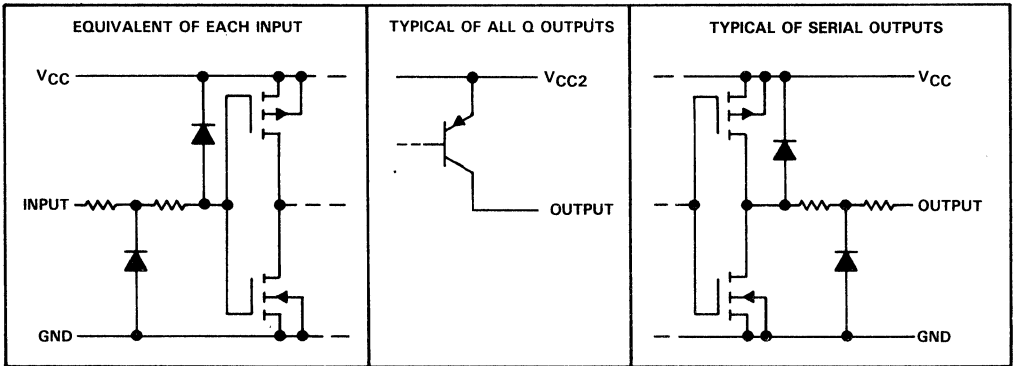 EQUIVALENT OF EACH INPUT
VCC
INPUT
GND
TYPICAL OF ALL Q OUTPUTS
VCC2
OUTPUT
TYPICAL OF SERIAL OUTPUTS
VCC
OUTPUT
GND